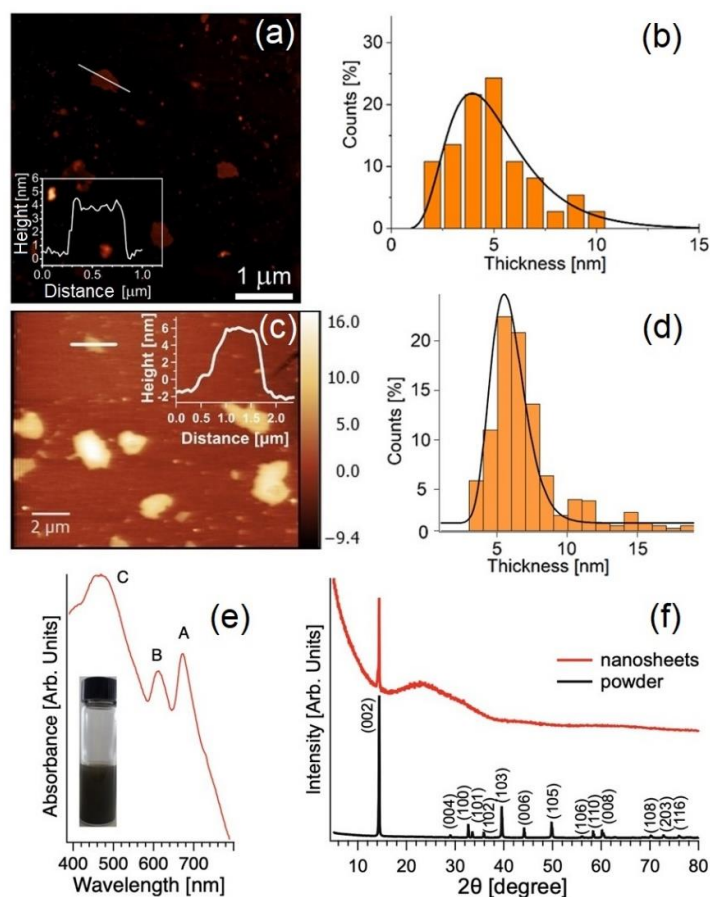 (a)
Height [nm]
6
5
4
3
2
1
0
0.0 0.5 1.0
Distance [μm]
1 μm
(b)
Counts [%]
30
20
10
0
0 5 10 15
Thickness [nm]
(c)
Height [nm]
6
4
2
0
-2
0.0 0.5 1.0 1.5 2.0
Distance [μm]
2 μm
16.0
10.0
5.0
0.0
−9.4
(d)
Counts [%]
20
15
10
5
0
5 10 15
Thickness [nm]
(e)
C
B
A
Absorbance [Arb. Units]
400 500 600 700
Wavelength [nm]
(f)
nanosheets
powder
Intensity [Arb. Units]
(002)
(004)
(100)
(101)
(102)
(103)
(006)
(105)
(106)
(110)
(008)
(108)
(203)
(116)
10 20 30 40 50 60 70 80
2θ [degree]